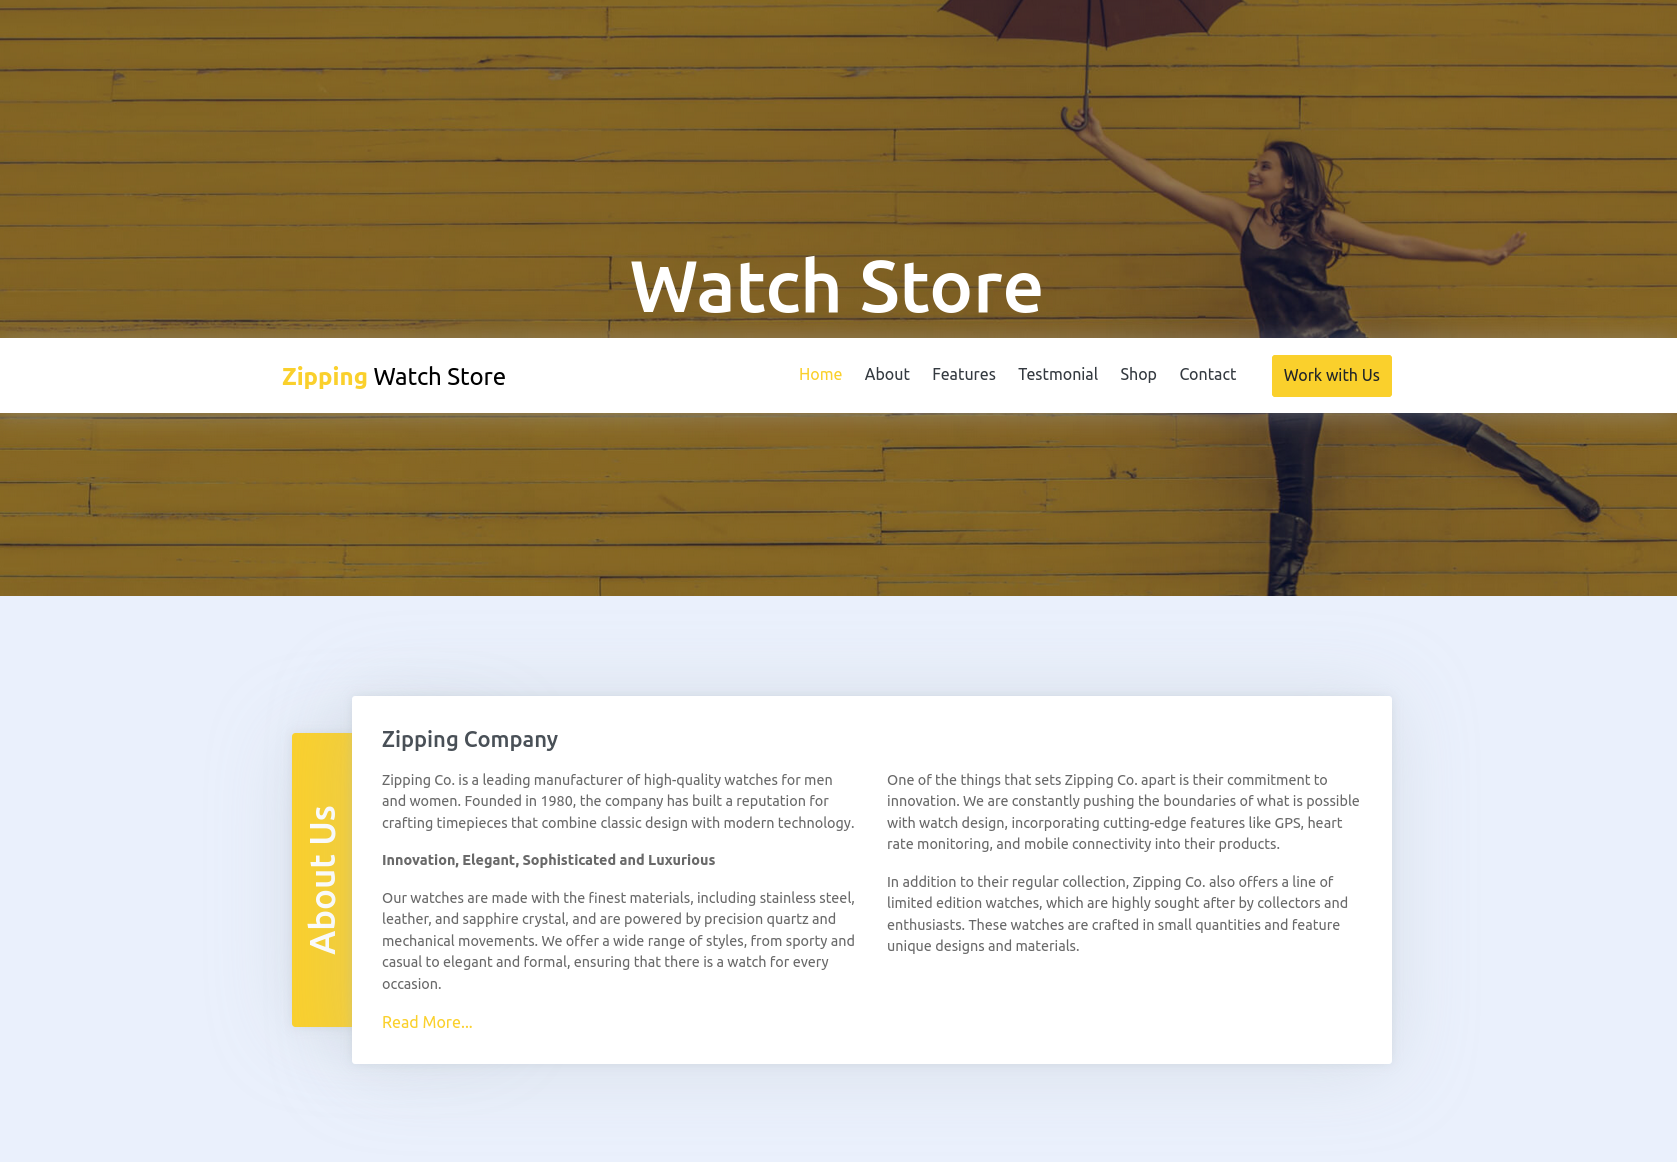 Watch Store
Zipping Watch Store
Home About Features Testmonial Shop Contact Work with Us
About Us
Zipping Company
Zipping Co. is a leading manufacturer of high-quality watches for men
and women. Founded in 1980, the company has built a reputation for
crafting timepieces that combine classic design with modern technology.
Innovation, Elegant, Sophisticated and Luxurious
Our watches are made with the finest materials, including stainless steel,
leather, and sapphire crystal, and are powered by precision quartz and
mechanical movements. We offer a wide range of styles, from sporty and
casual to elegant and formal, ensuring that there is a watch for every
occasion.
Read More...
One of the things that sets Zipping Co. apart is their commitment to
innovation. We are constantly pushing the boundaries of what is possible
with watch design, incorporating cutting-edge features like GPS, heart
rate monitoring, and mobile connectivity into their products.
In addition to their regular collection, Zipping Co. also offers a line of
limited edition watches, which are highly sought after by collectors and
enthusiasts. These watches are crafted in small quantities and feature
unique designs and materials.